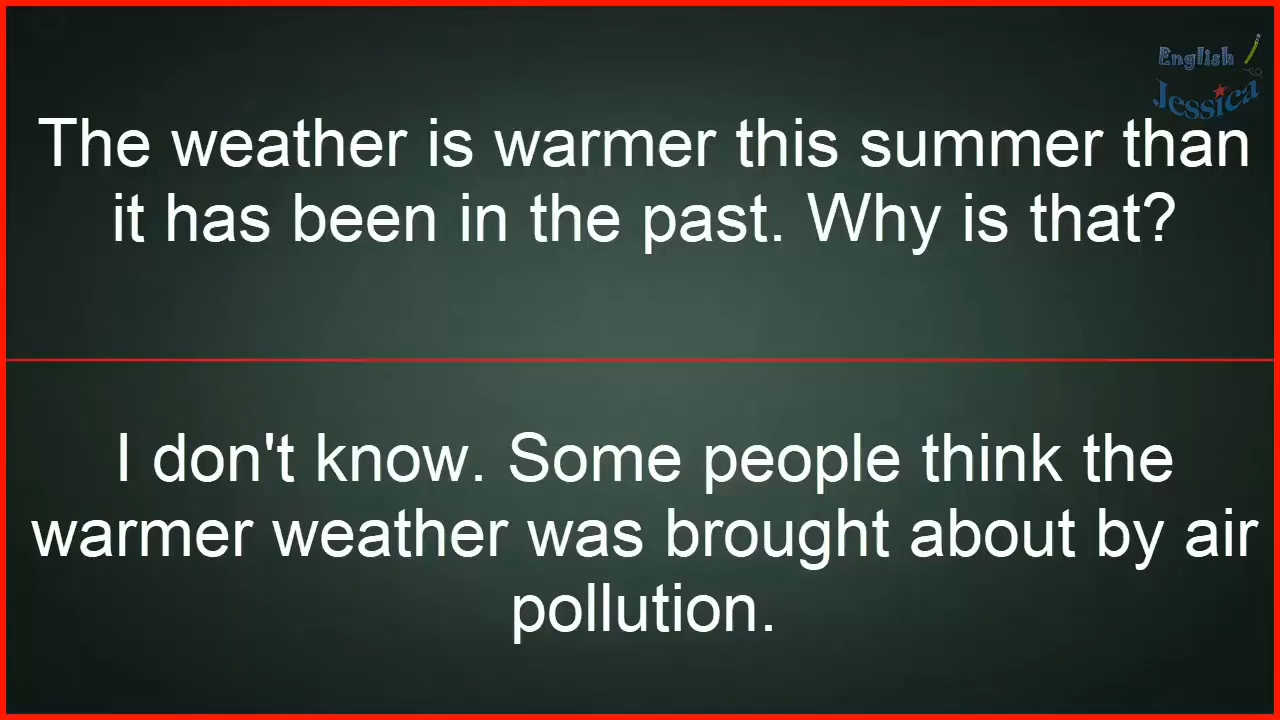 English
Jessica
The weather is warmer this summer than
it has been in the past. Why is that?
I don't know. Some people think the
warmer weather was brought about by air
pollution.